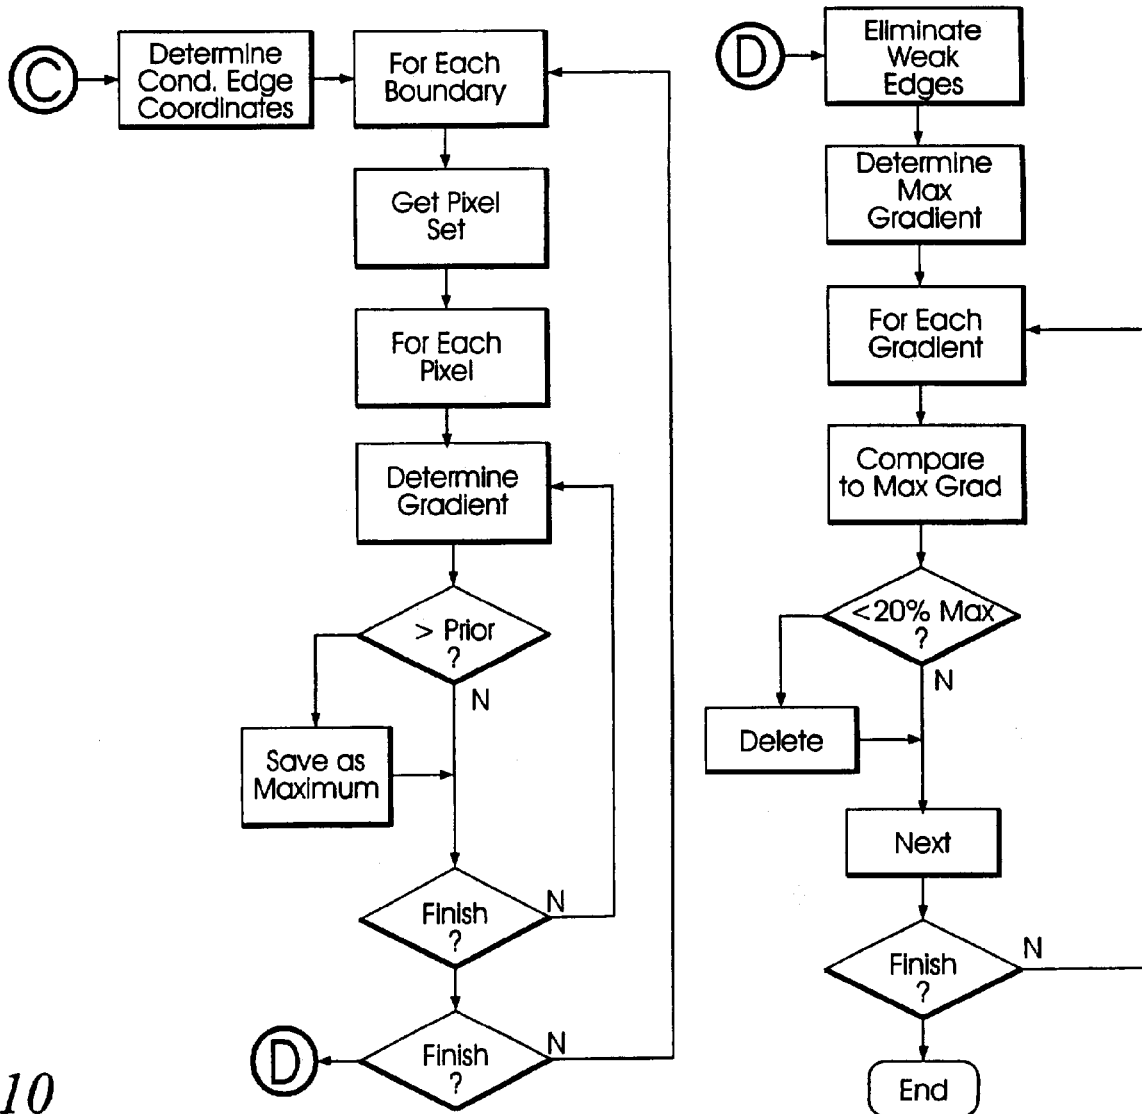 C
Determine
Cond. Edge
Coordinates
For Each
Boundary
Get Pixel
Set
For Each
Pixel
Determine
Gradient
> Prior
?
N
Save as
Maximum
Finish
?
N
Finish
?
N
D
10
D
Eliminate
Weak
Edges
Determine
Max
Gradient
For Each
Gradient
Compare
to Max Grad
<20% Max
?
N
Delete
Next
Finish
?
N
End